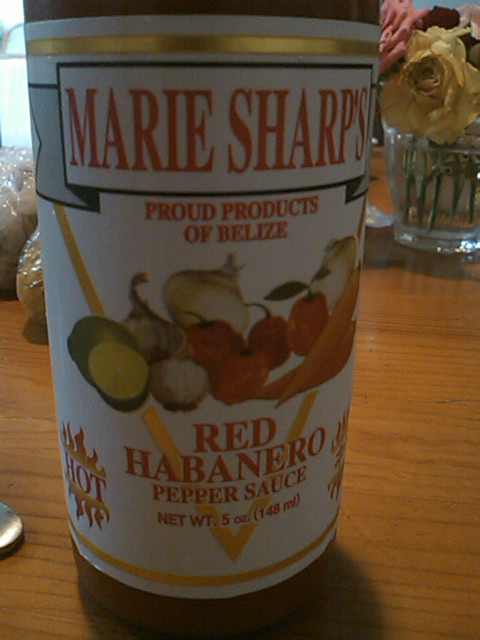 MARIE SHARP'S
PROUD PRODUCTS
OF BELIZE
RED
HABANERO
PEPPER SAUCE
NET WT. 5 oz. (148 ml)
HOT